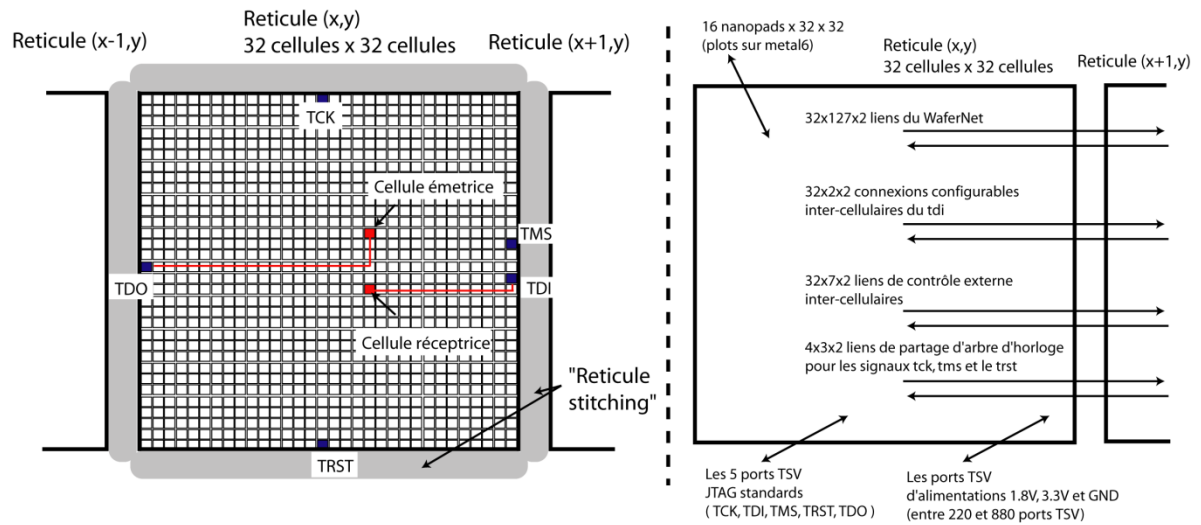 Reticule (x,y)
32 cellules x 32 cellules
Reticule (x-1,y)
Reticule (x+1,y)
TCK
Cellule émetrice
TMS
TDO
TDI
Cellule réceptrice
"Reticule
stitching"
TRST
16 nanopads x 32 x 32
(plots sur metal6)
Reticule (x,y)
32 cellules x 32 cellules
Reticule (x+1,y)
32x127x2 liens du WaferNet
32x2x2 connexions configurables
inter-cellulaires du tdi
32x7x2 liens de contrôle externe
inter-cellulaires
4x3x2 liens de partage d'arbre d'horloge
pour les signaux tck, tms et le trst
Les 5 ports TSV
JTAG standards
( TCK, TDI, TMS, TRST, TDO )
Les ports TSV
d'alimentations 1.8V, 3.3V et GND
(entre 220 et 880 ports TSV)